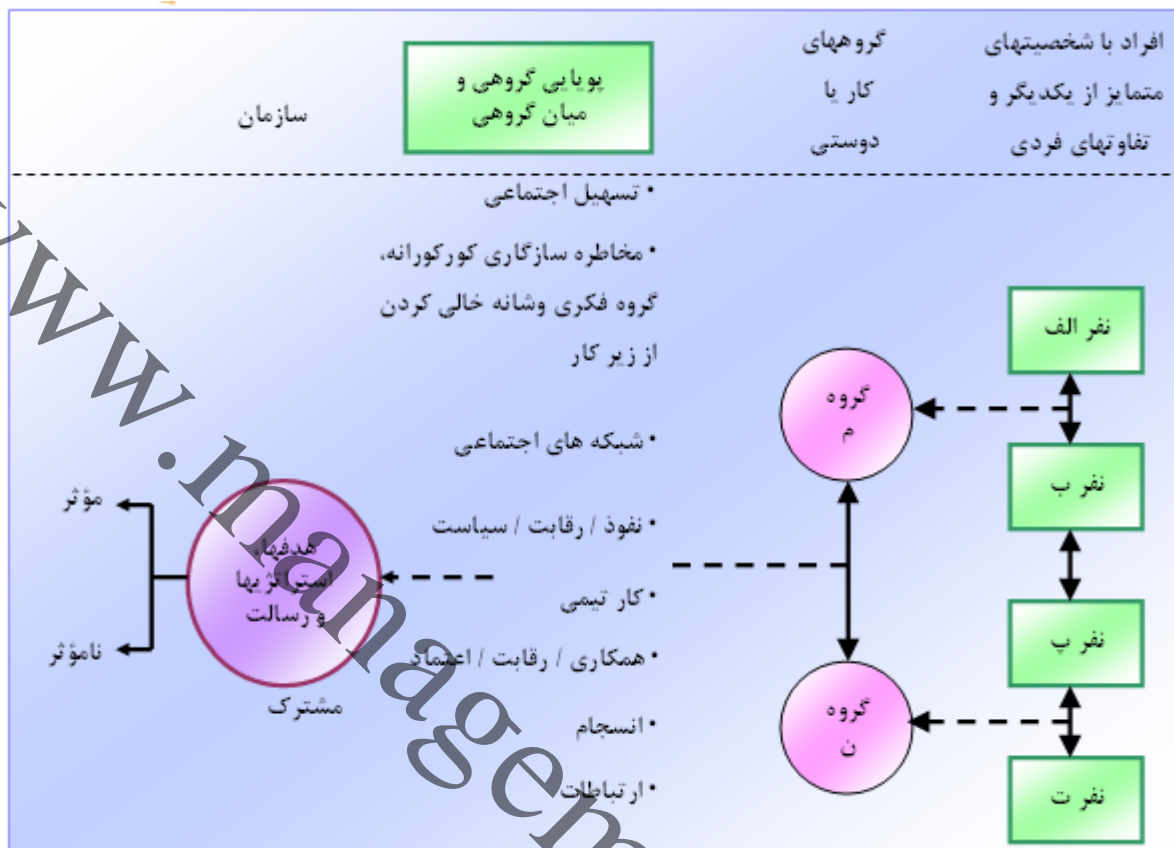 افراد با شخصیتهای
متمایز از یکدیگر و
تفاوتهای فردی
گروههای
کار یا
دوستی
پویایی گروهی و
میان گروهی
سازمان
نفر الف
نفر ب
نفر پ
نفر ت
گروه
م
گروه
ن
• تسهیل اجتماعی
• مخاطره سازگاری کورکورانه،
گروه فکری وشانه خالی کردن
از زیر کار
• شبکه های اجتماعی
• نفوذ / رقابت / سیاست
• کار تیمی
• همکاری / رقابت / اعتماد
• انسجام
• ارتباطات
هدفها،
استراتژیها
و رسالت
مشترک
مؤثر
نامؤثر
www.managem